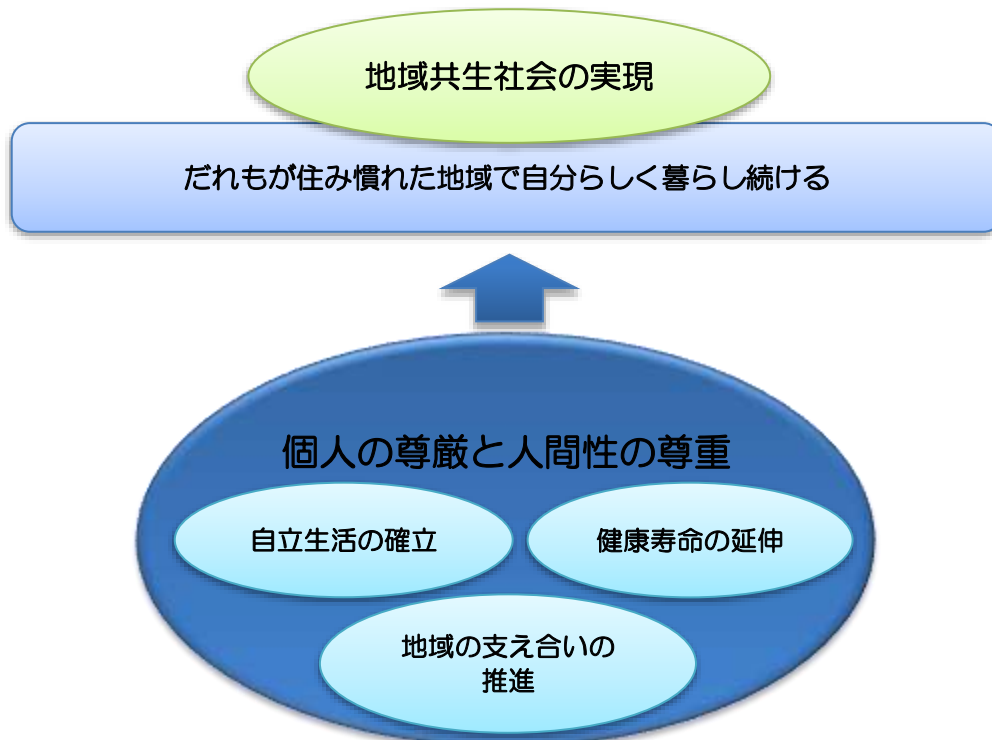 地域共生社会の実現
だれもが住み慣れた地域で自分らしく暮らし続ける
個人の尊厳と人間性の尊重
自立生活の確立
健康寿命の延伸
地域の支え合いの
推進